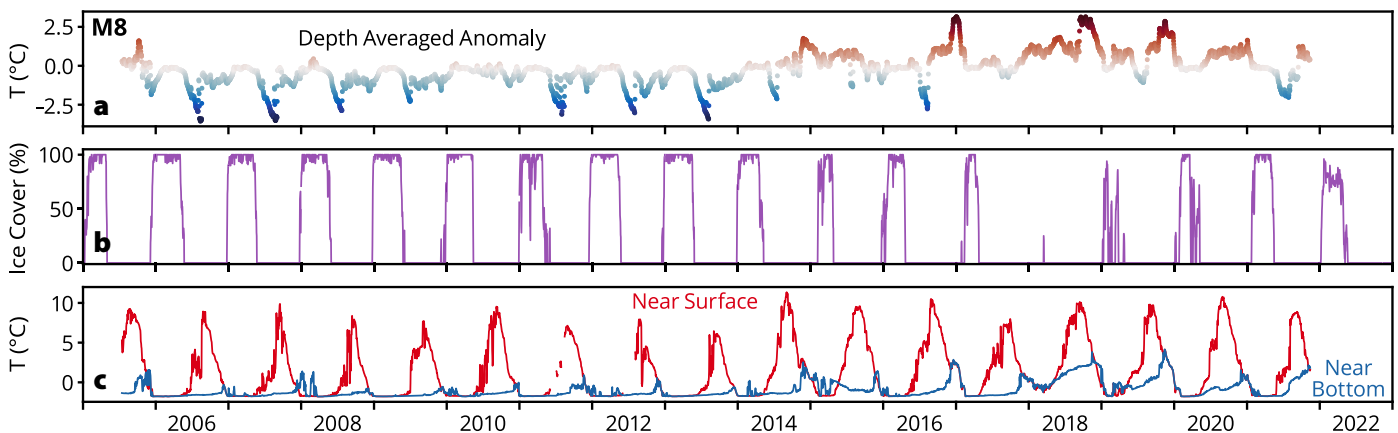 M8
Depth Averaged Anomaly
T (°C)
2.5
0.0
−2.5
a
Ice Cover (%)
100
50
0
b
T (°C)
10
5
0
Near Surface
Near
Bottom
c
2006 2008 2010 2012 2014 2016 2018 2020 2022